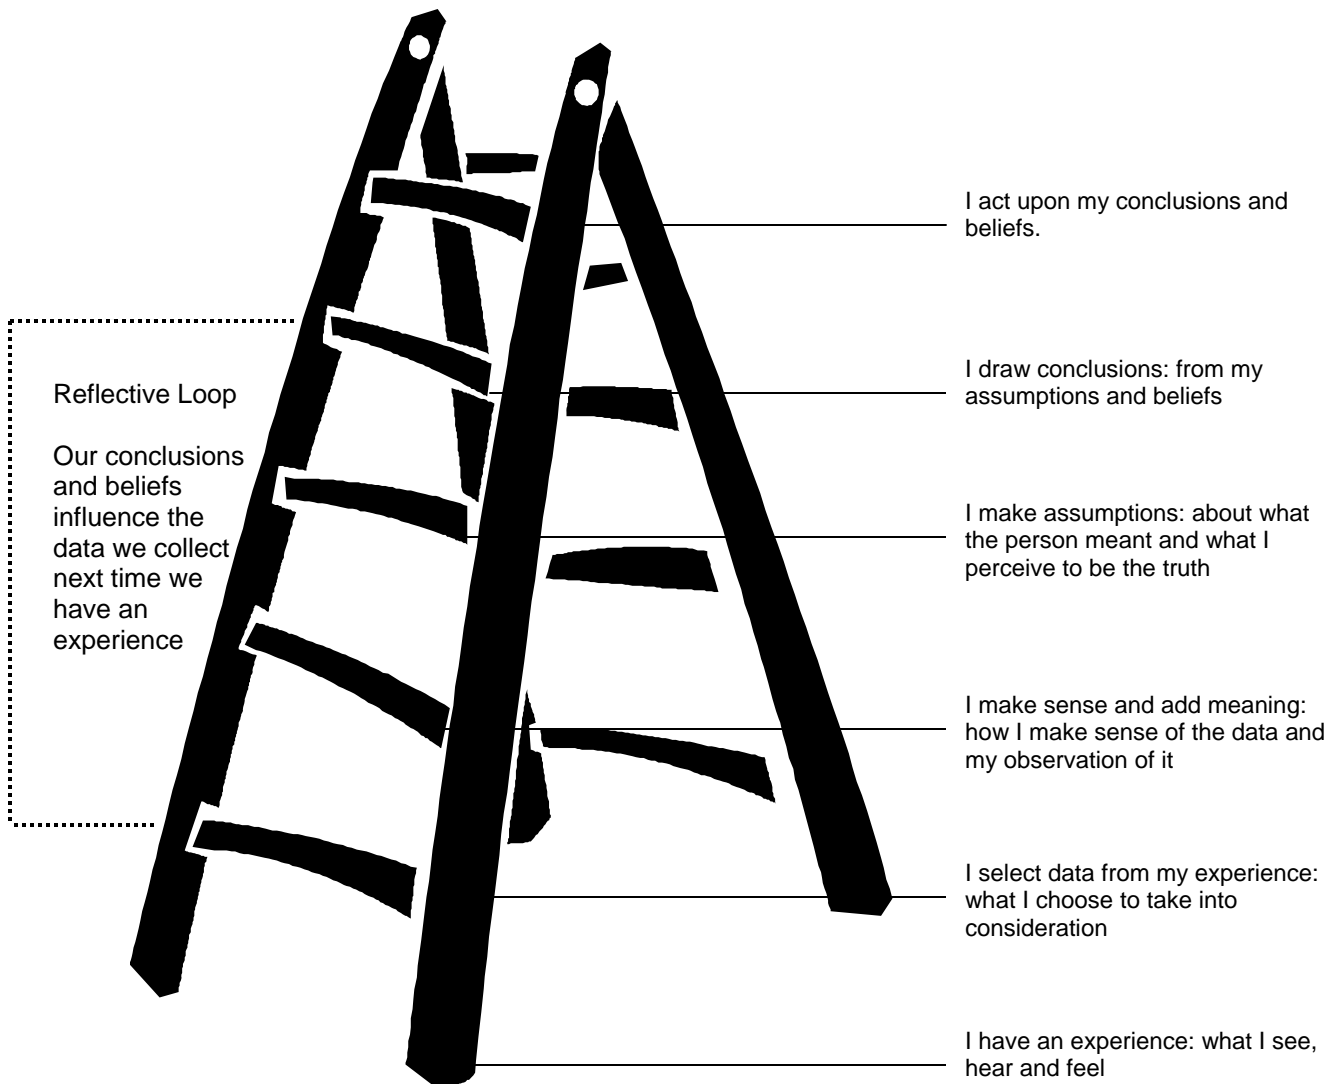 I act upon my conclusions and
beliefs.
I draw conclusions: from my
assumptions and beliefs
Reflective Loop
Our conclusions
and beliefs
influence the
data we collect
next time we
have an
experience
I make assumptions: about what
the person meant and what I
perceive to be the truth
I make sense and add meaning:
how I make sense of the data and
my observation of it
I select data from my experience:
what I choose to take into
consideration
I have an experience: what I see,
hear and feel